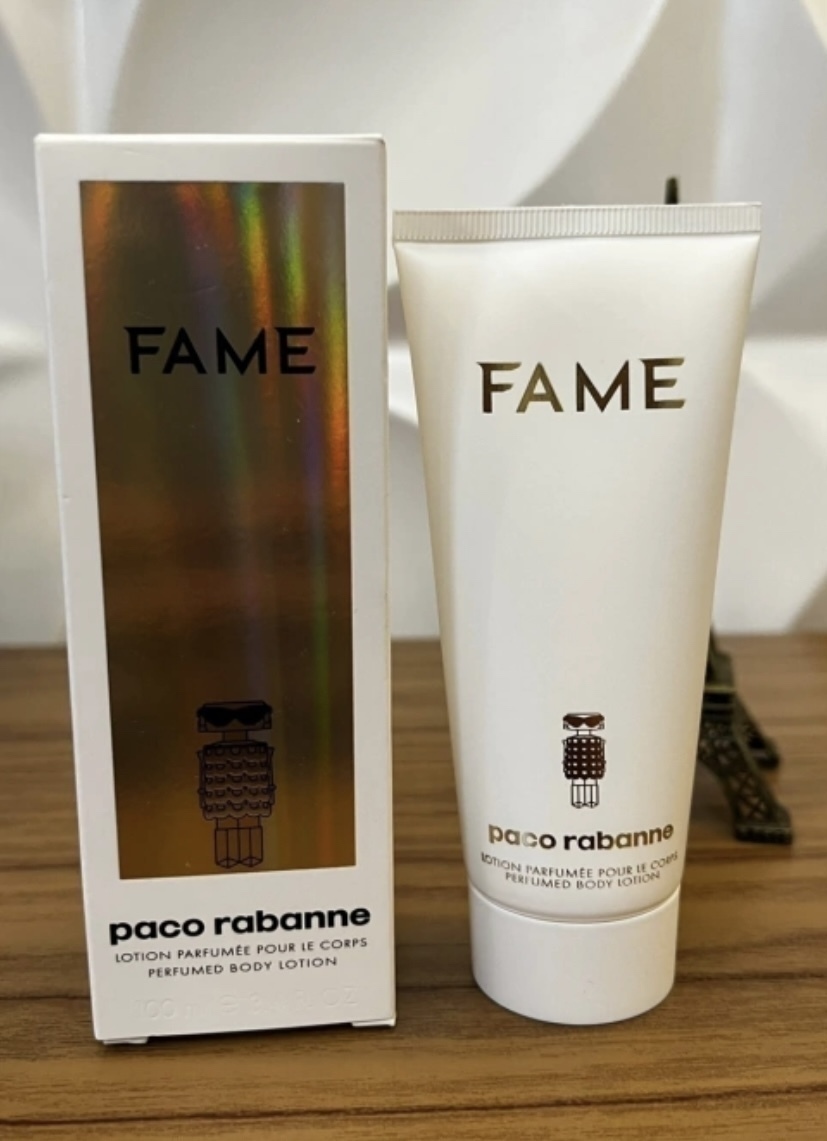 FAME
paco rabanne
LOTION PARFUMÉE POUR LE CORPS
PERFUMED BODY LOTION
FAME
paco rabanne
LOTION PARFUMÉE POUR LE CORPS
PERFUMED BODY LOTION